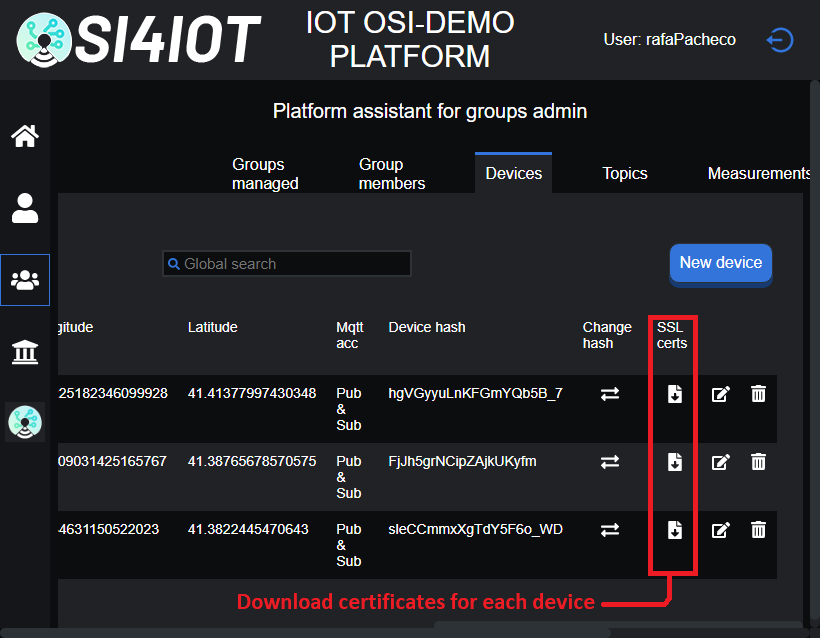 SI4IOT
IOT OSI-DEMO
PLATFORM
User: rafaPacheco
Platform assistant for groups admin
Groups
managed
Group
members
Devices
Topics
Measurements
Global search
New device
gitude
Latitude
Mqtt
acc
Device hash
Change
hash
SSL
certs
25182346099928
41.41377997430348
Pub
&
Sub
hgVGyyuLnKFGmYQb5B_7
09031425165767
41.38765678570575
Pub
&
Sub
FjJh5grNCipZAjkUKyfm
4631150522023
41.3822445470643
Pub
&
Sub
sleCCmmxXgTdY5F6o_WD
Download certificates for each device